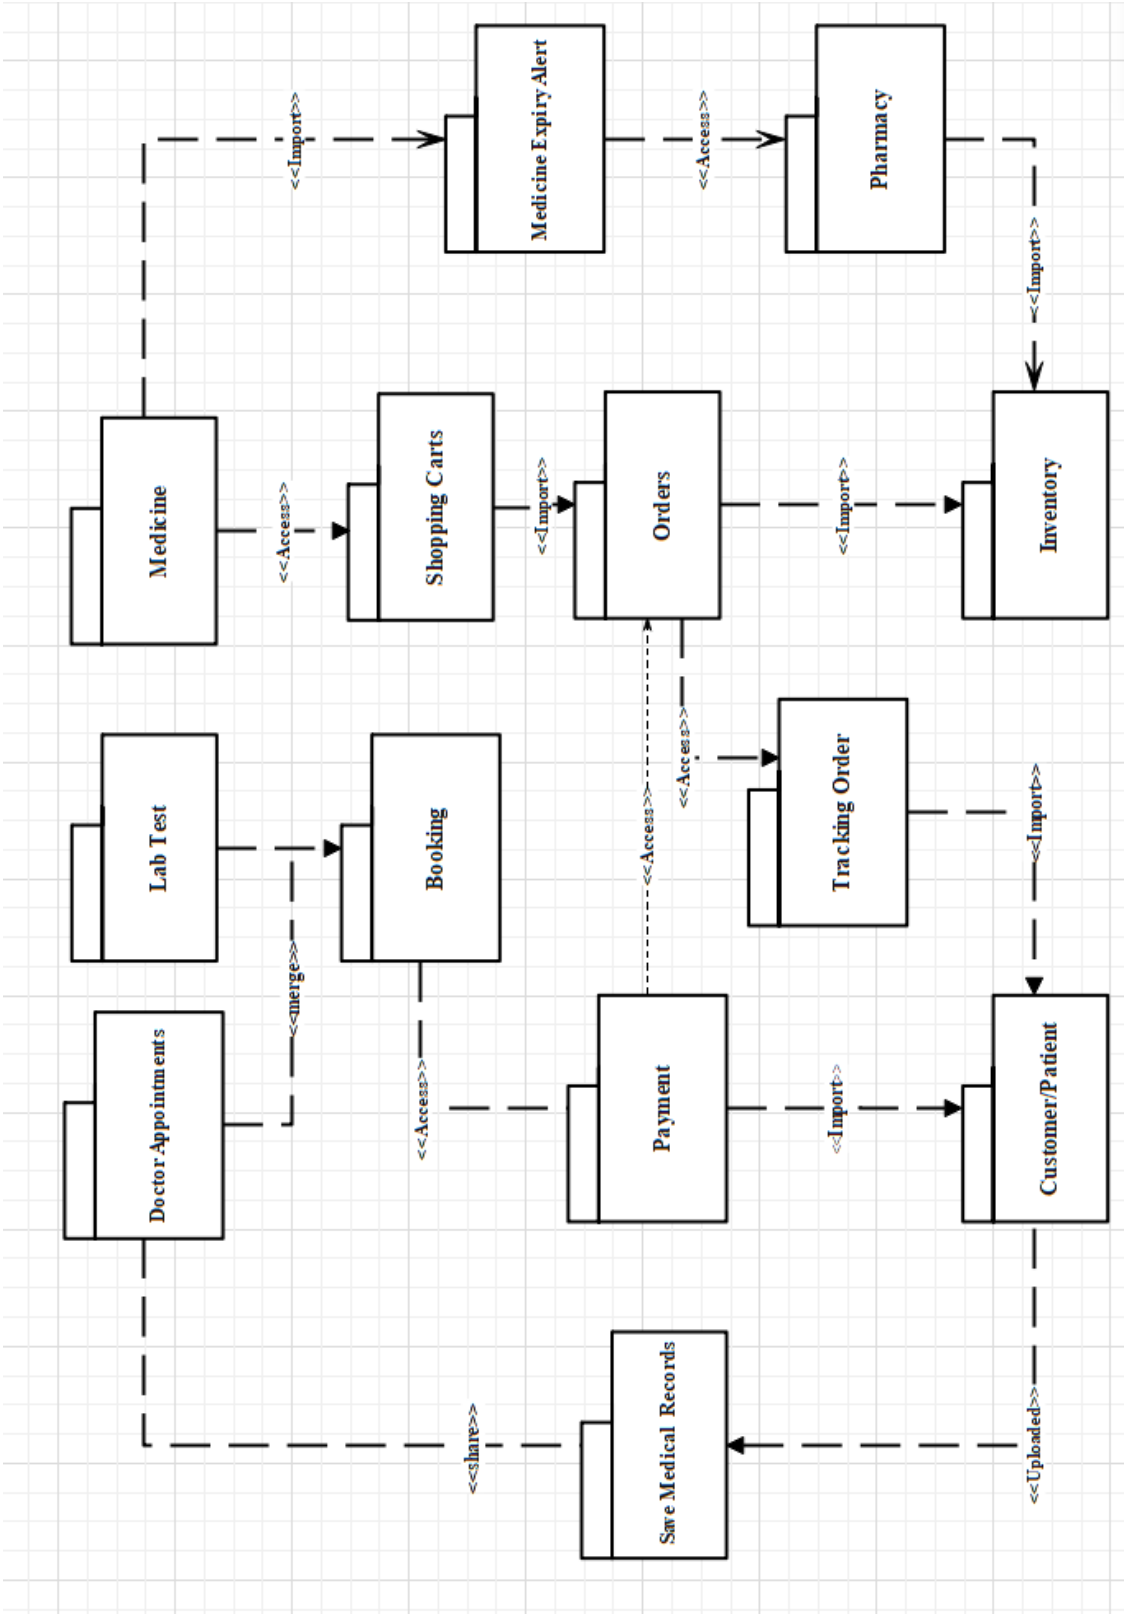 Doctor Appointments
Lab Test
Medicine
<<merge>>
<<Access>>
<<Import>>
<<Access>>
Booking
Shopping Carts
<<share>>
<<Import>>
Medicine Expiry Alert
Save Medical Records
Payment
<<Access>>
<<Access>>
Orders
<<Access>>
<<Import>>
Tracking Order
<<Import>>
Pharmacy
<<Uploaded>>
Customer/Patient
<<Import>>
Inventory
<<Import>>